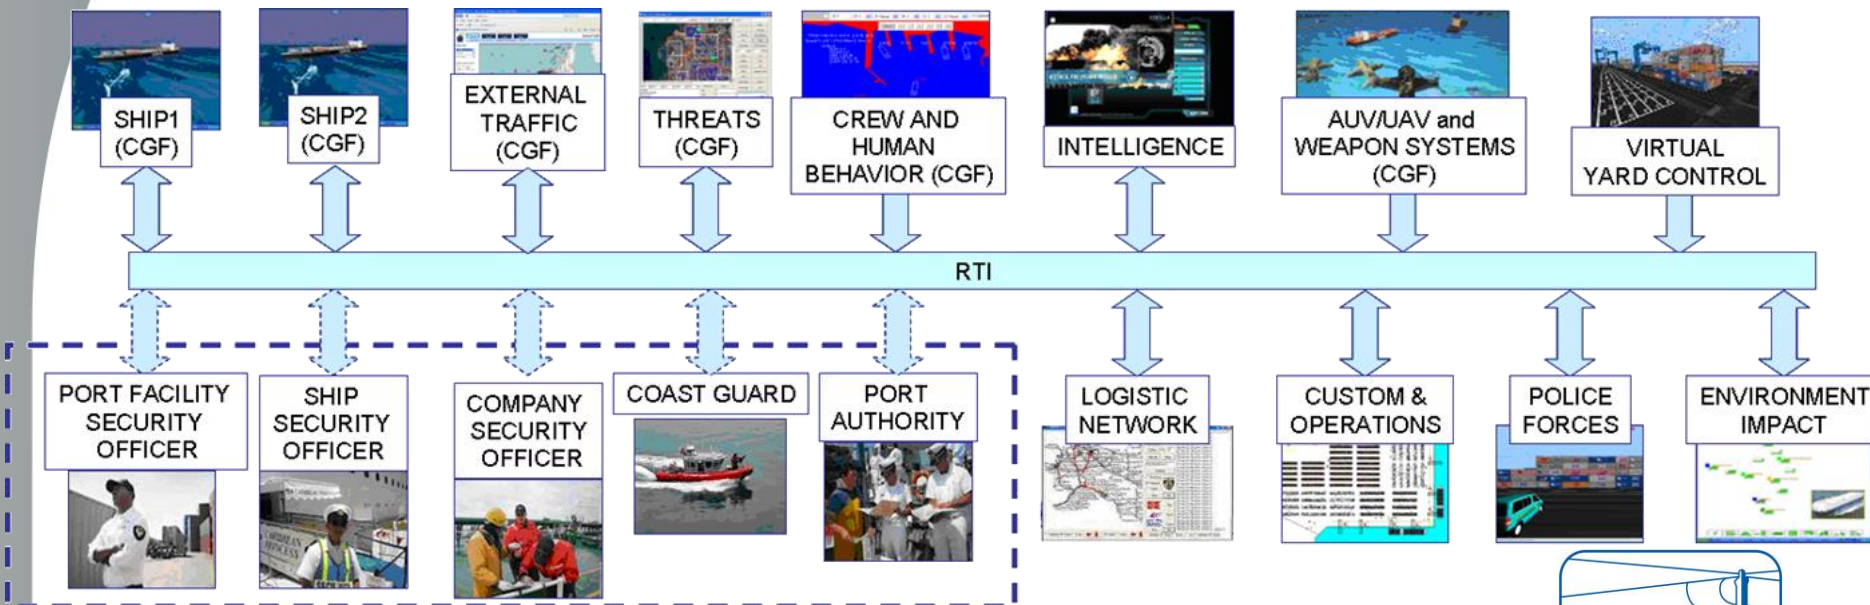 SHIP1
(CGF)
SHIP2
(CGF)
EXTERNAL
TRAFFIC
(CGF)
THREATS
(CGF)
CREW AND
HUMAN
BEHAVIOR (CGF)
INTELLIGENCE
AUV/UAV and
WEAPON SYSTEMS
(CGF)
VIRTUAL
YARD CONTROL
RTI
PORT FACILITY
SECURITY
OFFICER
SHIP
SECURITY
OFFICER
COMPANY
SECURITY
OFFICER
COAST GUARD
PORT
AUTHORITY
LOGISTIC
NETWORK
CUSTOM &
OPERATIONS
POLICE
FORCES
ENVIRONMENT
IMPACT